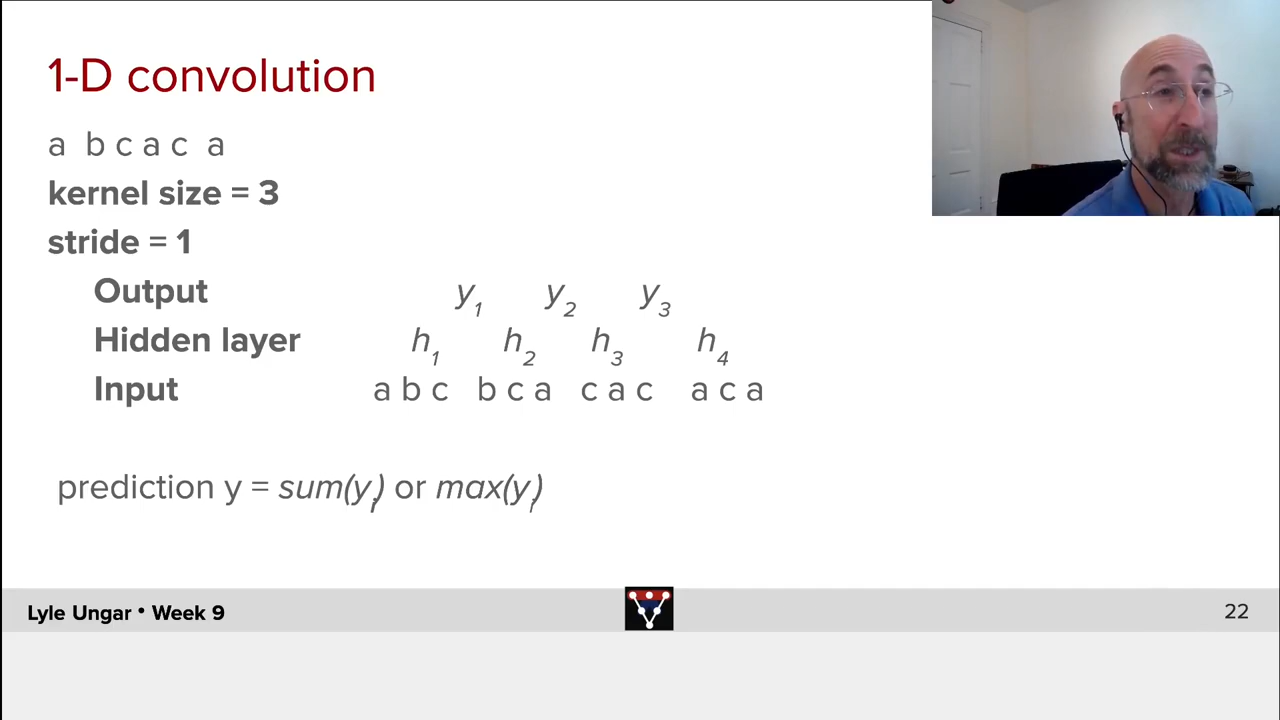 1-D convolution
a b c a c a
kernel size = 3
stride = 1
Output y1 y2 y3
Hidden layer h1 h2 h3 h4
Input a b c b c a c a c a c a
prediction y = sum(yi) or max(yi)
Lyle Ungar • Week 9
22